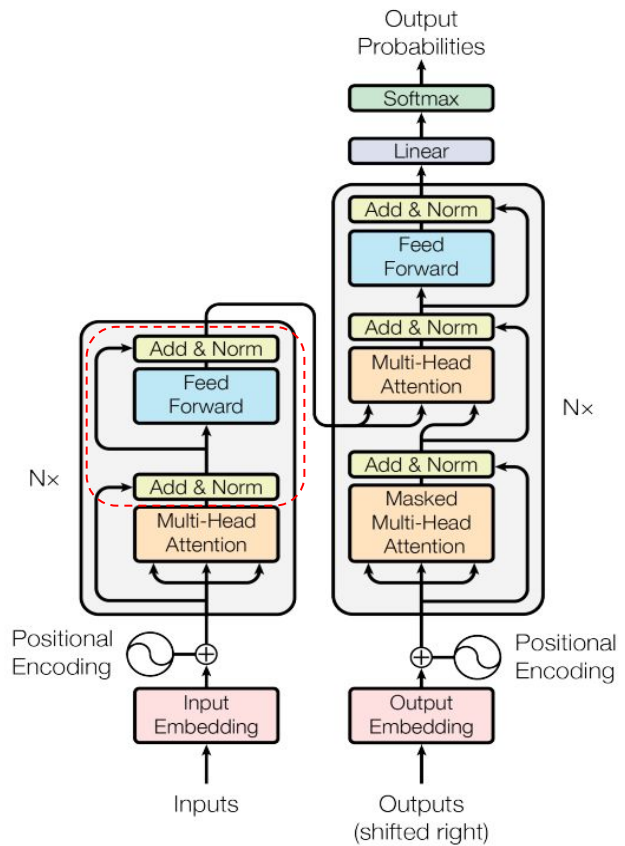 Output
Probabilities
Softmax
Linear
Add & Norm
Feed
Forward
Add & Norm
Multi-Head
Attention
Add & Norm
Masked
Multi-Head
Attention
N×
Add & Norm
Feed
Forward
Add & Norm
Multi-Head
Attention
N×
Positional
Encoding
Positional
Encoding
Input
Embedding
Output
Embedding
Inputs
Outputs
(shifted right)